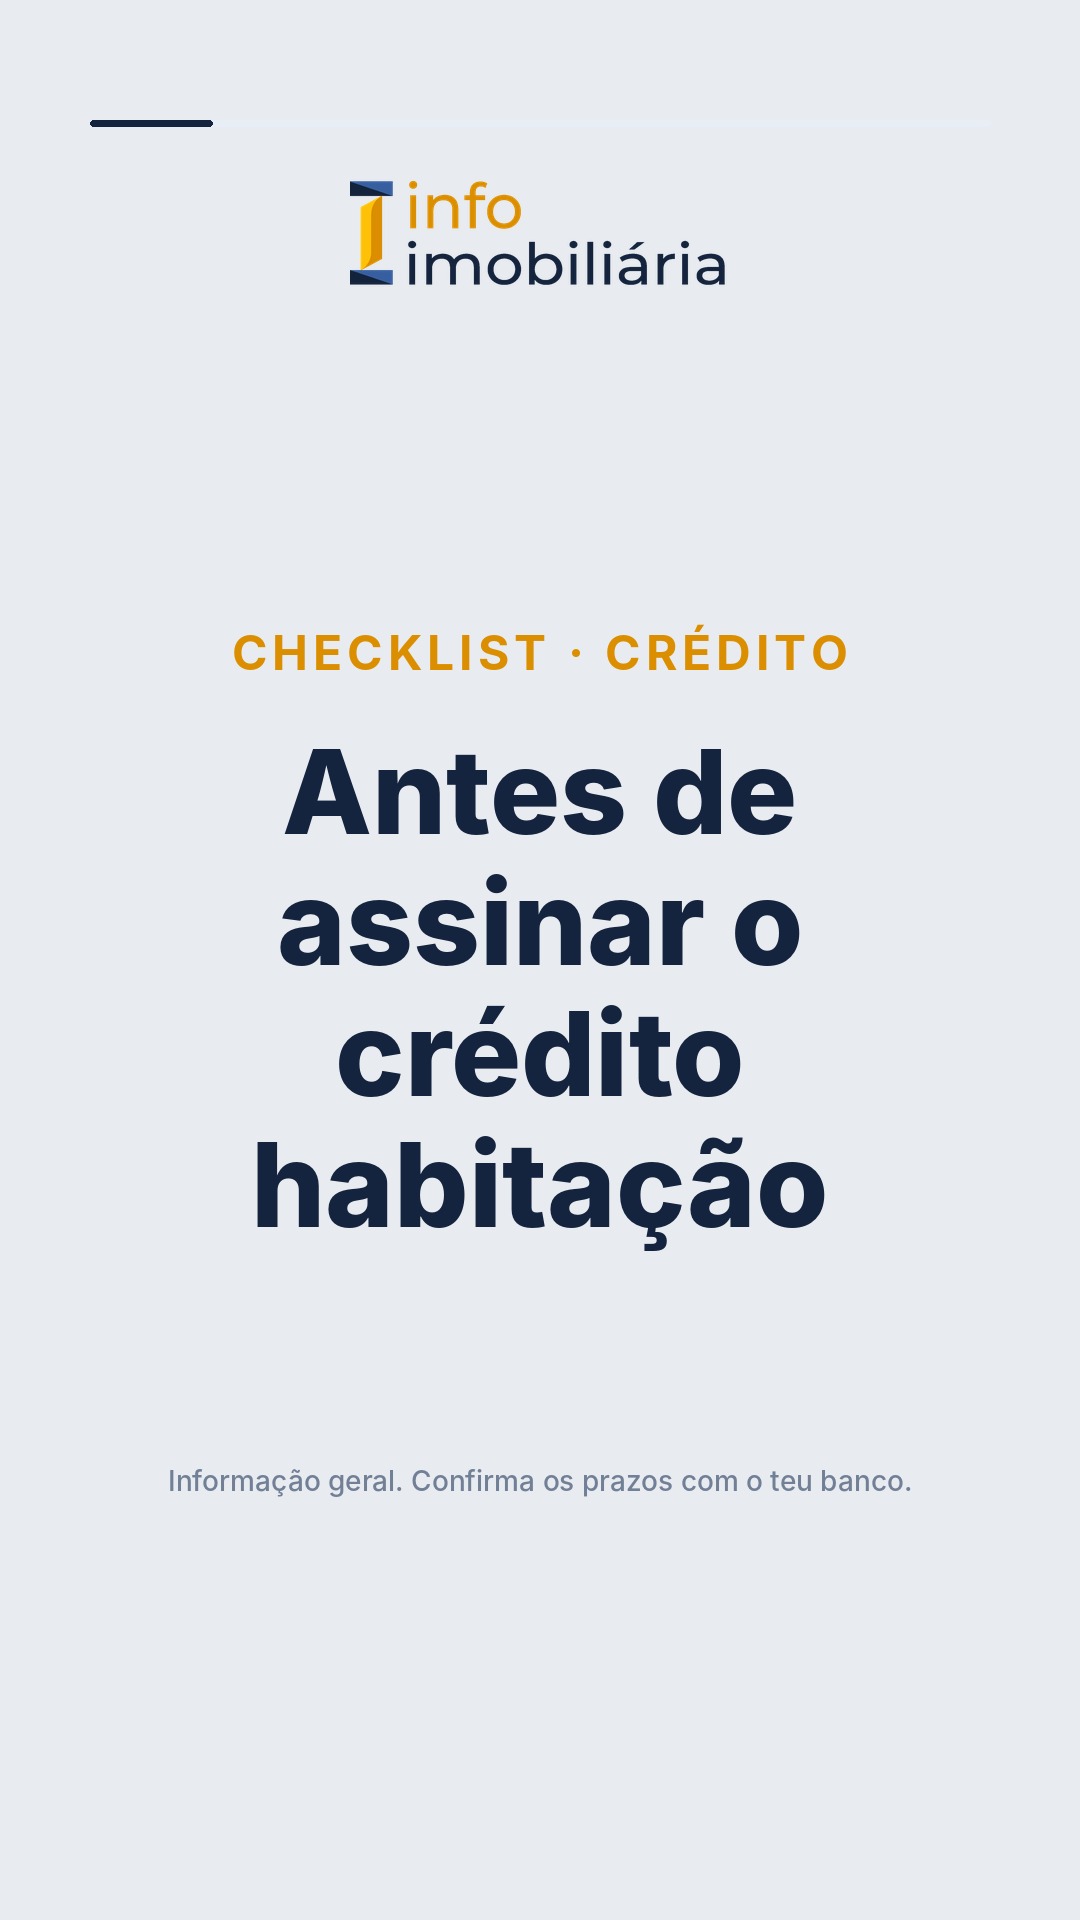 info
imobiliária
CHECKLIST · CRÉDITO
Antes de
assinar o
crédito
habitação
Informação geral. Confirma os prazos com o teu banco.